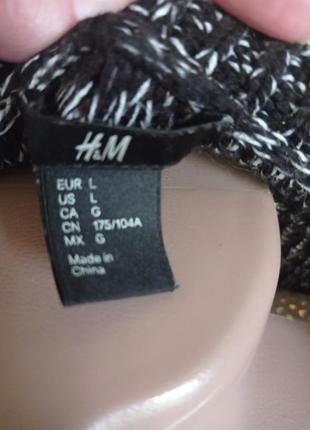 H&M
EUR L
US L
CA G
CN 175/104A
MX G
Made in
China